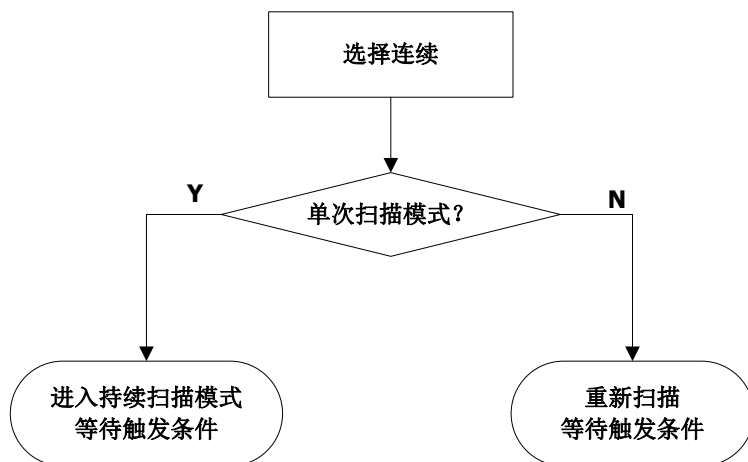 选择连续
Y
N
单次扫描模式？
进入持续扫描模式
等待触发条件
重新扫描
等待触发条件